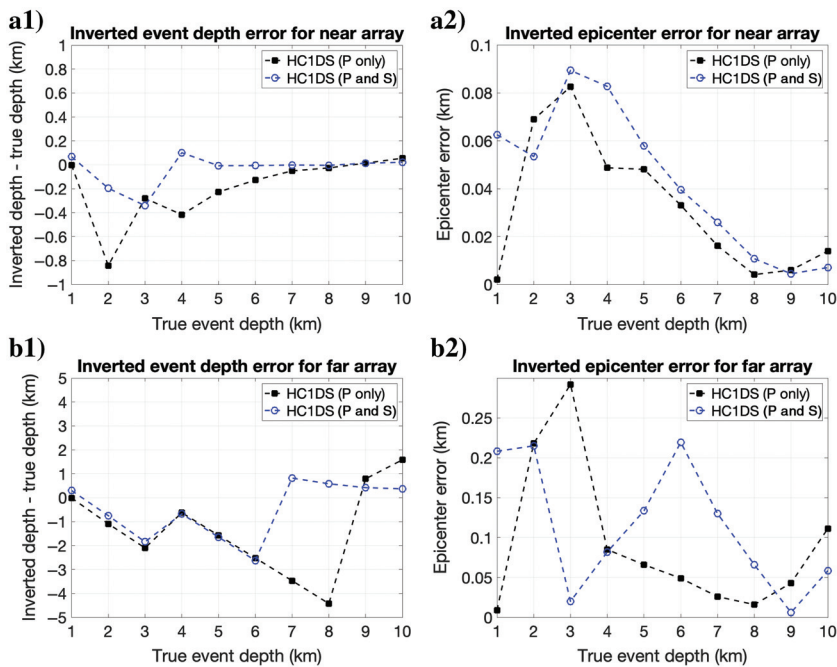 a1)
Inverted event depth error for near array
Inverted depth - true depth (km)
1
0.8
0.6
0.4
0.2
0
−0.2
−0.4
−0.6
−0.8
−1
HC1DS (P only)
HC1DS (P and S)
1 2 3 4 5 6 7 8 9 10
True event depth (km)
a2)
Inverted epicenter error for near array
Epicenter error (km)
0.1
0.08
0.06
0.04
0.02
0
HC1DS (P only)
HC1DS (P and S)
1 2 3 4 5 6 7 8 9 10
True event depth (km)
b1)
Inverted event depth error for far array
Inverted depth - true depth (km)
5
4
3
2
1
0
−1
−2
−3
−4
−5
HC1DS (P only)
HC1DS (P and S)
1 2 3 4 5 6 7 8 9 10
True event depth (km)
b2)
Inverted epicenter error for far array
Epicenter error (km)
0.25
0.2
0.15
0.1
0.05
0
HC1DS (P only)
HC1DS (P and S)
1 2 3 4 5 6 7 8 9 10
True event depth (km)